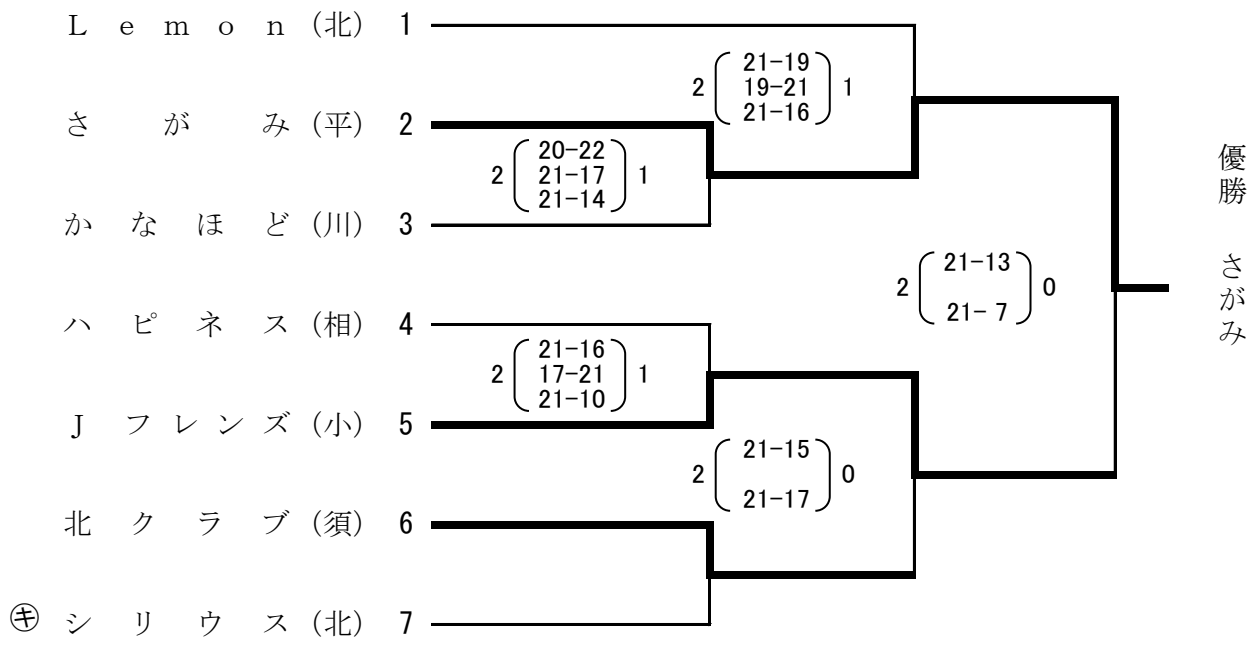 Lemon(北) 1
2 21-19 1
19-21
21-16
さがみ(平) 2
2 20-22 1
21-17
21-14
かなほど(川) 3
2 21-13 0
21- 7
優勝 さがみ
ハピネス(相) 4
2 21-16 1
17-21
21-10
Jフレンズ(小) 5
2 21-15 0
21-17
北クラブ(須) 6
㋖シリウス(北) 7